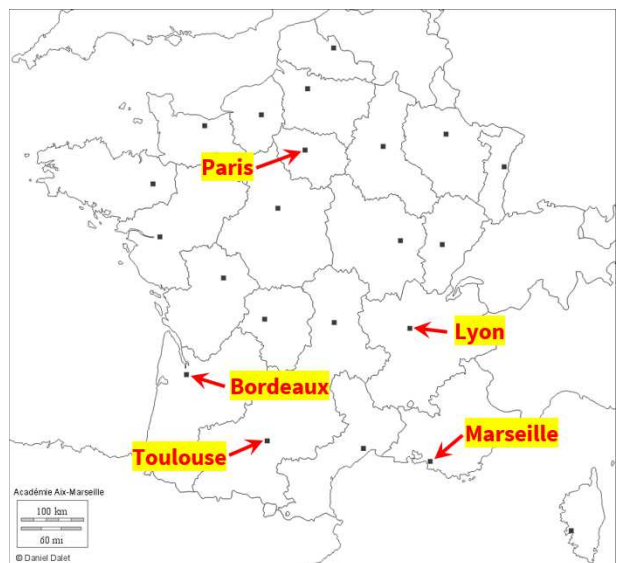 Paris
Lyon
Bordeaux
Marseille
Toulouse
Académie Aix-Marseille
100 km
60 mi
© Daniel Dalet